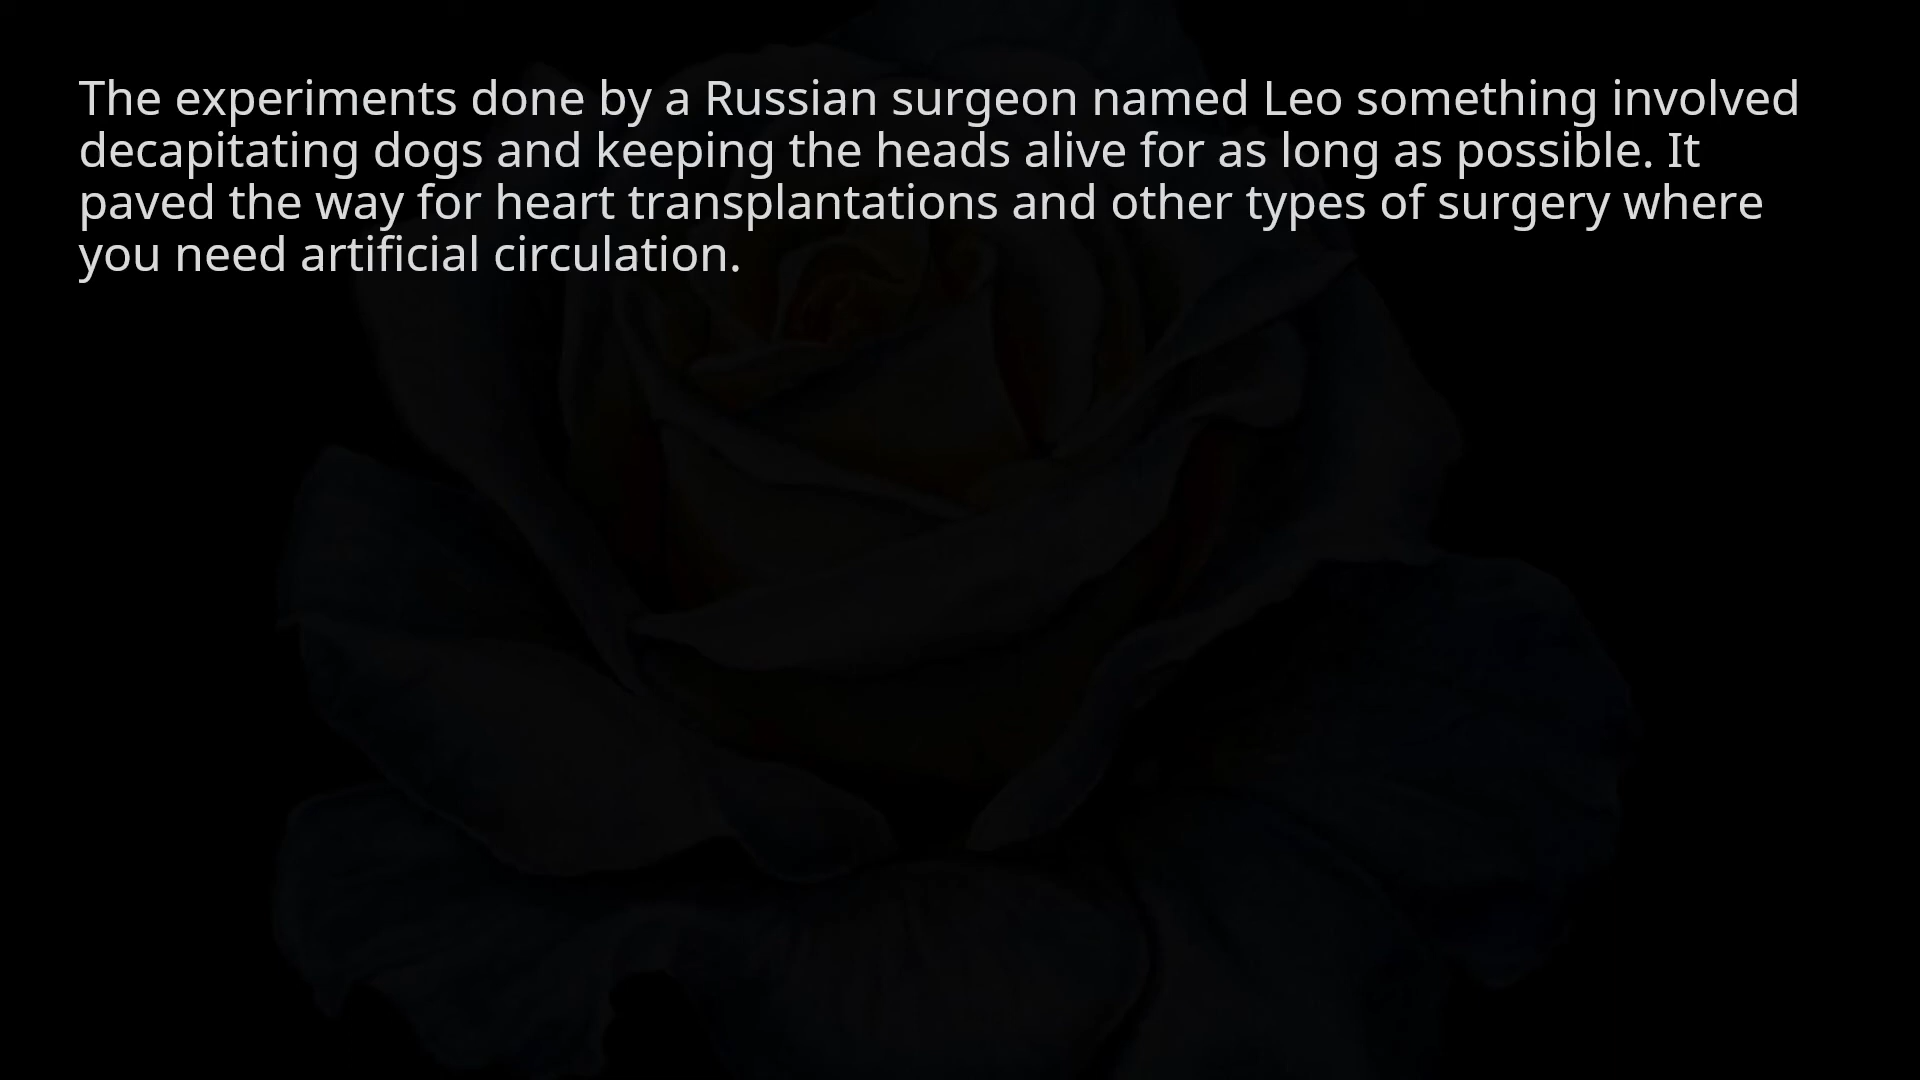 The experiments done by a Russian surgeon named Leo something involved
decapitating dogs and keeping the heads alive for as long as possible. It
paved the way for heart transplantations and other types of surgery where
you need artificial circulation.